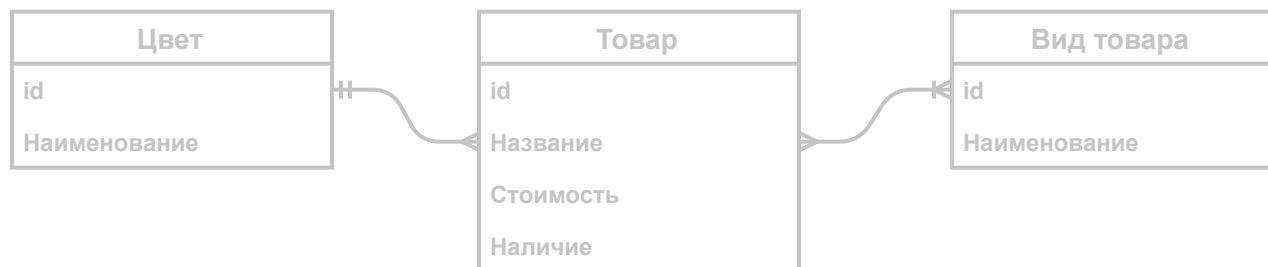 Цвет
id
Наименование
Товар
id
Название
Стоимость
Наличие
Вид товара
id
Наименование